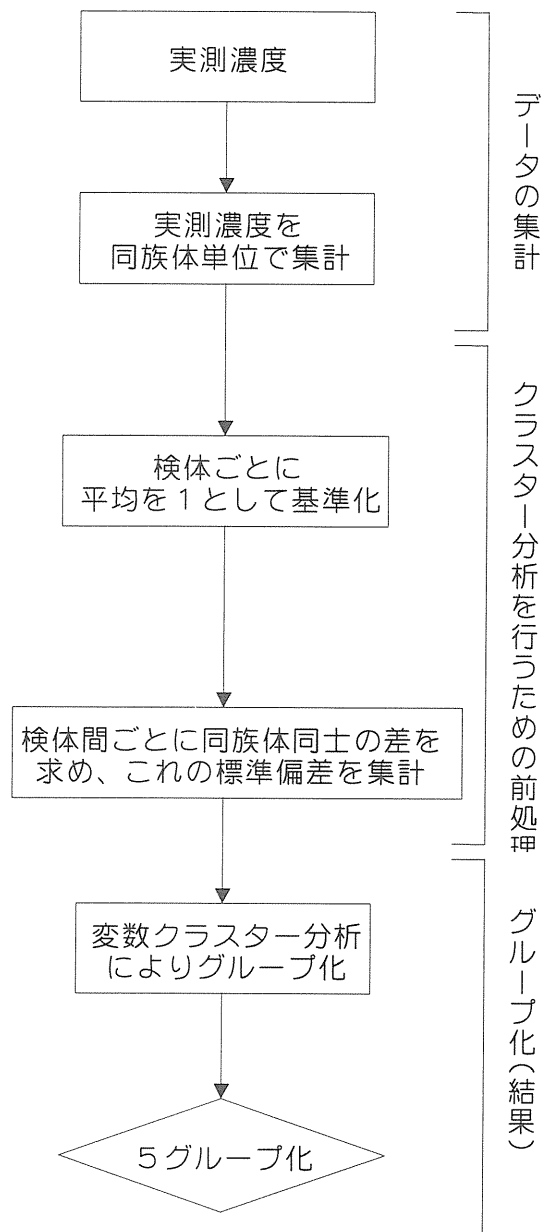 実測濃度
実測濃度を
同族体単位で集計
データの集計
検体ごとに
平均を1として基準化
検体間ごとに同族体同士の差を
求め、これの標準偏差を集計
クラスター分析を行うための前処理
変数クラスター分析
によりグループ化
5グループ化
グループ化(結果)